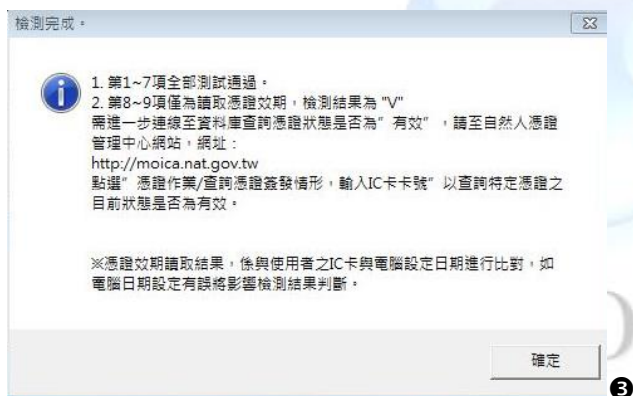 檢測完成。
1. 第1~7項全部測試通過。
2. 第8~9項僅為讀取憑證效期，檢測結果為 "V"
需進一步連線至資料庫查詢憑證狀態是否為"有效"，請至自然人憑證
管理中心網站，網址：
http://moica.nat.gov.tw
點選"憑證作業/查詢憑證簽發情形，輸入IC卡卡號"以查詢特定憑證之
目前狀態是否為有效。
※憑證效期讀取結果，係與使用者之IC卡與電腦設定日期進行比對，如
電腦日期設定有誤將影響檢測結果判斷。
確定
❸